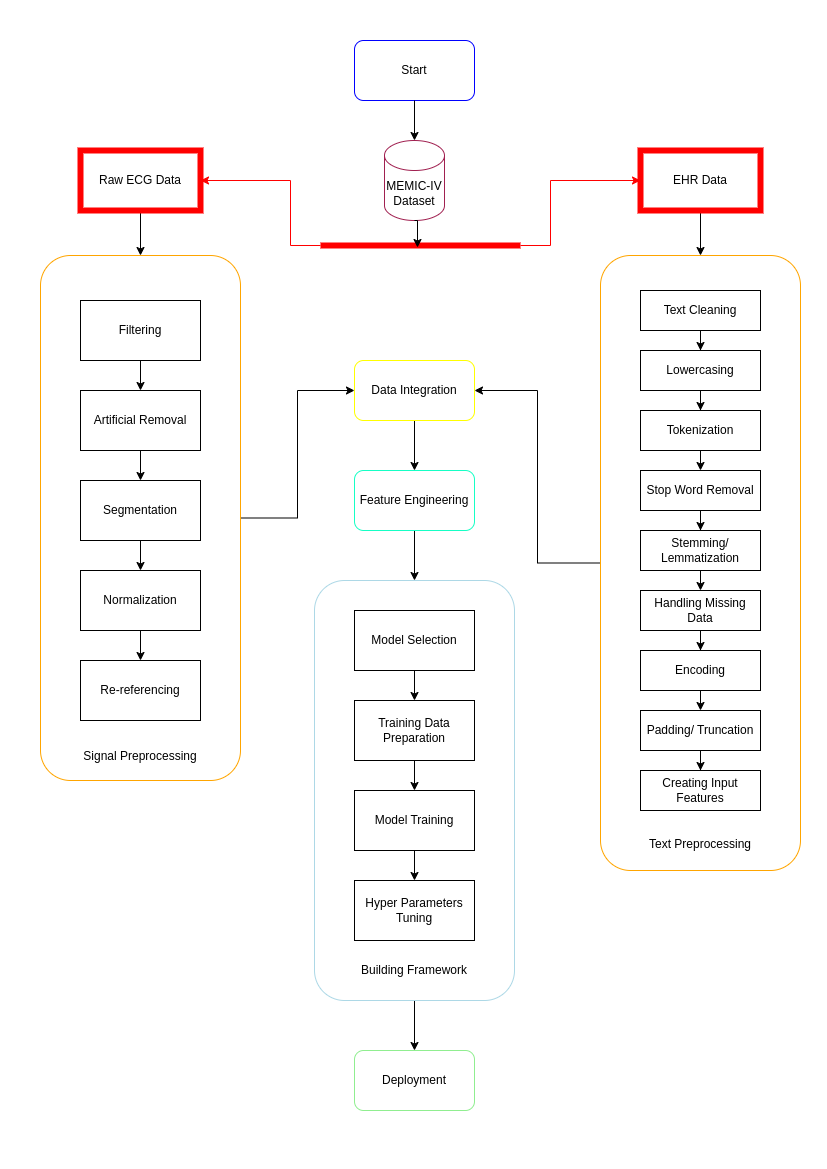 Start
MEMIC-IV
Dataset
Raw ECG Data
EHR Data
Filtering
Artificial Removal
Segmentation
Normalization
Re-referencing
Signal Preprocessing
Text Cleaning
Lowercasing
Tokenization
Stop Word Removal
Stemming/
Lemmatization
Handling Missing
Data
Encoding
Padding/ Truncation
Creating Input
Features
Text Preprocessing
Data Integration
Feature Engineering
Model Selection
Training Data
Preparation
Model Training
Hyper Parameters
Tuning
Building Framework
Deployment